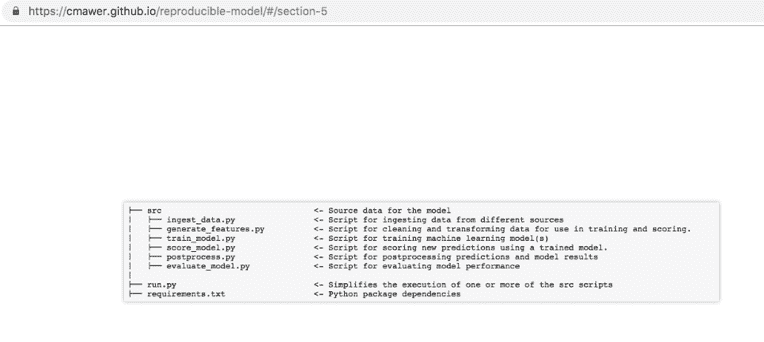 https://cmawer.github.io/reproducible-model/#/section-5
├── src <- Source data for the model
│ ├── ingest_data.py <- Script for ingesting data from different sources
│ ├── generate_features.py <- Script for cleaning and transforming data for use in training and scoring.
│ ├── train_model.py <- Script for training machine learning model(s)
│ ├── score_model.py <- Script for scoring new predictions using a trained model.
│ ├── postprocess.py <- Script for postprocessing predictions and model results
│ ├── evaluate_model.py <- Script for evaluating model performance
│
├── run.py <- Simplifies the execution of one or more of the src scripts
├── requirements.txt <- Python package dependencies